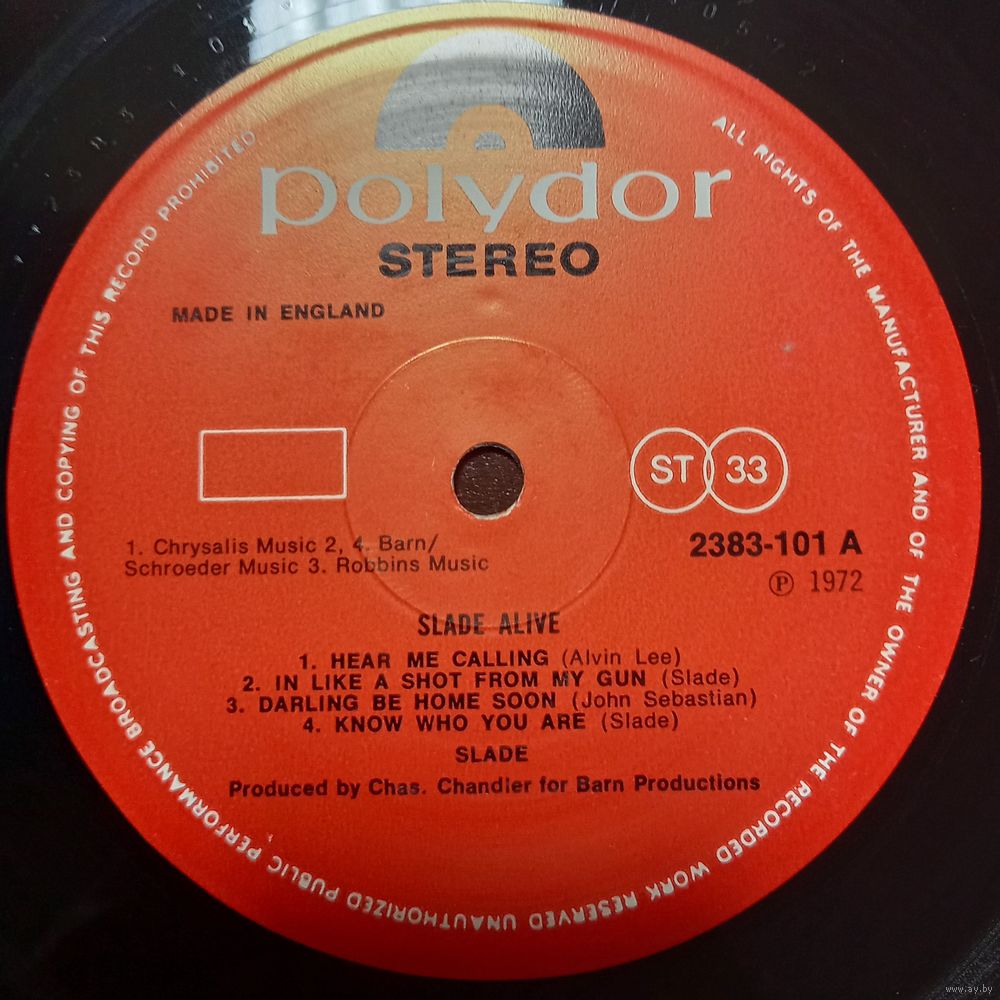 polydor
STEREO
MADE IN ENGLAND
ST 33
2383-101 A
Ⓟ 1972
1. Chrysalis Music 2, 4. Barn/
Schroeder Music 3. Robbins Music
SLADE ALIVE
1. HEAR ME CALLING (Alvin Lee)
2. IN LIKE A SHOT FROM MY GUN (Slade)
3. DARLING BE HOME SOON (John Sebastian)
4. KNOW WHO YOU ARE (Slade)
SLADE
Produced by Chas. Chandler for Barn Productions
ALL RIGHTS OF THE MANUFACTURER AND OF THE OWNER OF THE RECORDED WORK RESERVED UNAUTHORIZED PUBLIC PERFORMANCE BROADCASTING AND COPYING OF THIS RECORD PROHIBITED
www.ay.by